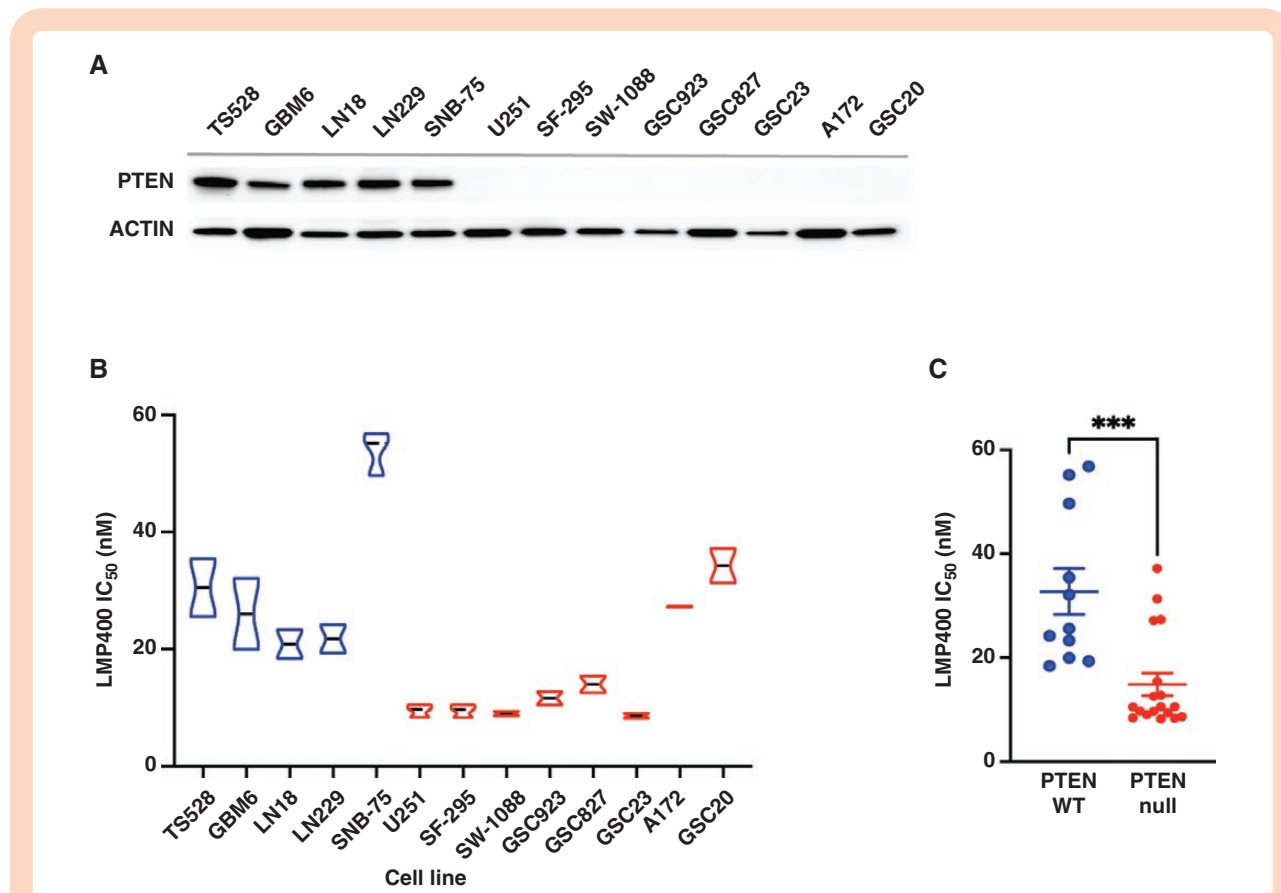 A
TS528 GBM6 LN18 LN229 SNB-75 U251 SF-295 SW-1088 GSC923 GSC827 GSC23 A172 GSC20
PTEN
ACTIN
B
LMP400 IC50 (nM)
60
40
20
0
TS528 GBM6 LN18 LN229 SNB-75 U251 SF-295 SW-1088 GSC923 GSC827 GSC23 A172 GSC20
Cell line
C
***
LMP400 IC50 (nM)
60
40
20
0
PTEN WT
PTEN null